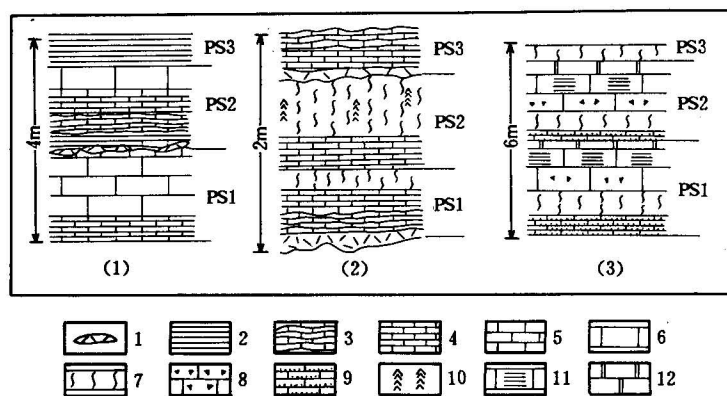 PS3
PS2
PS1
4m
(1)
PS3
PS2
PS1
2m
(2)
PS3
PS2
PS1
6m
(3)
1 2 3 4 5 6
7 8 9 10 11 12